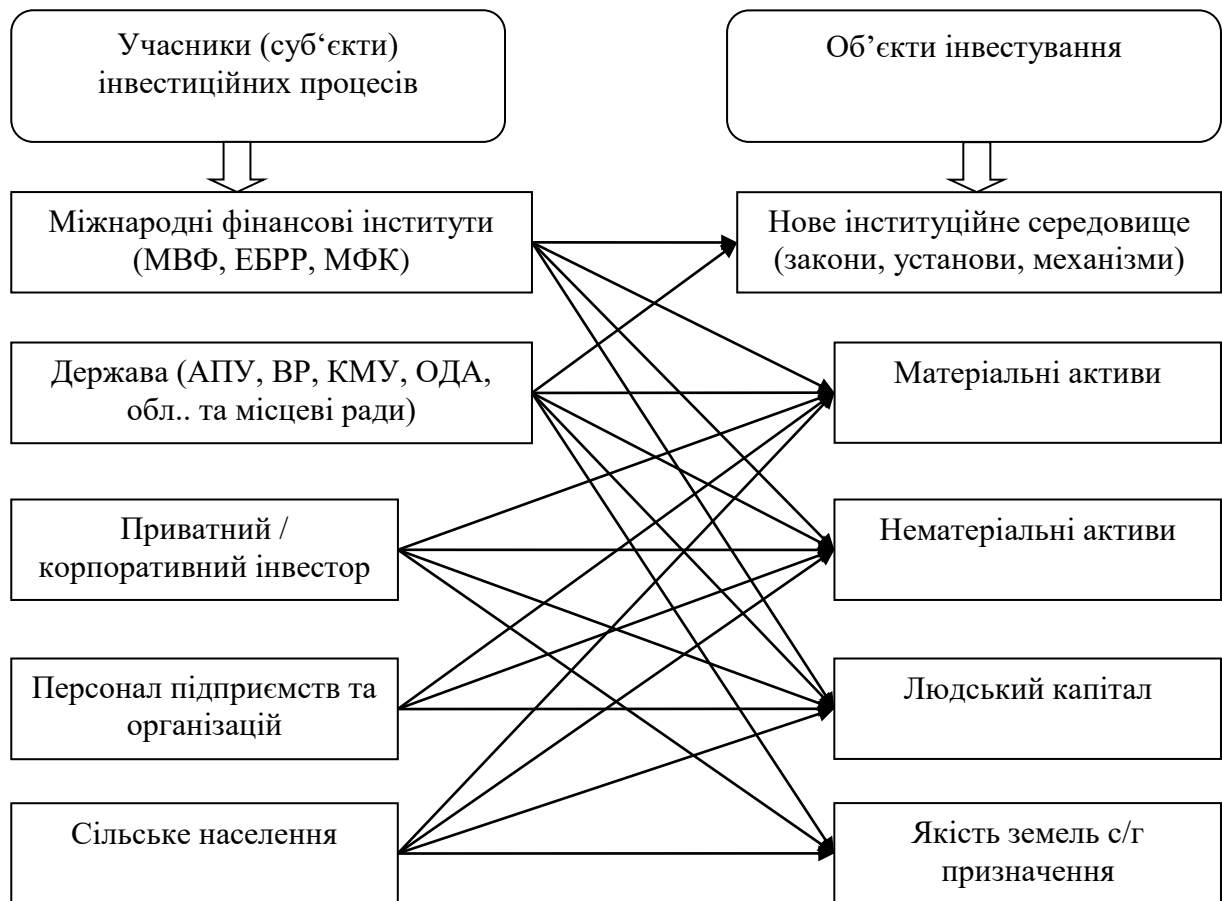 Учасники (суб‘єкти)
інвестиційних процесів
Об’єкти інвестування
Міжнародні фінансові інститути
(МВФ, ЕБРР, МФК)
Нове інституційне середовище
(закони, установи, механізми)
Держава (АПУ, ВР, КМУ, ОДА,
обл.. та місцеві ради)
Матеріальні активи
Приватний /
корпоративний інвестор
Нематеріальні активи
Персонал підприємств та
організацій
Людський капітал
Сільське населення
Якість земель с/г
призначення